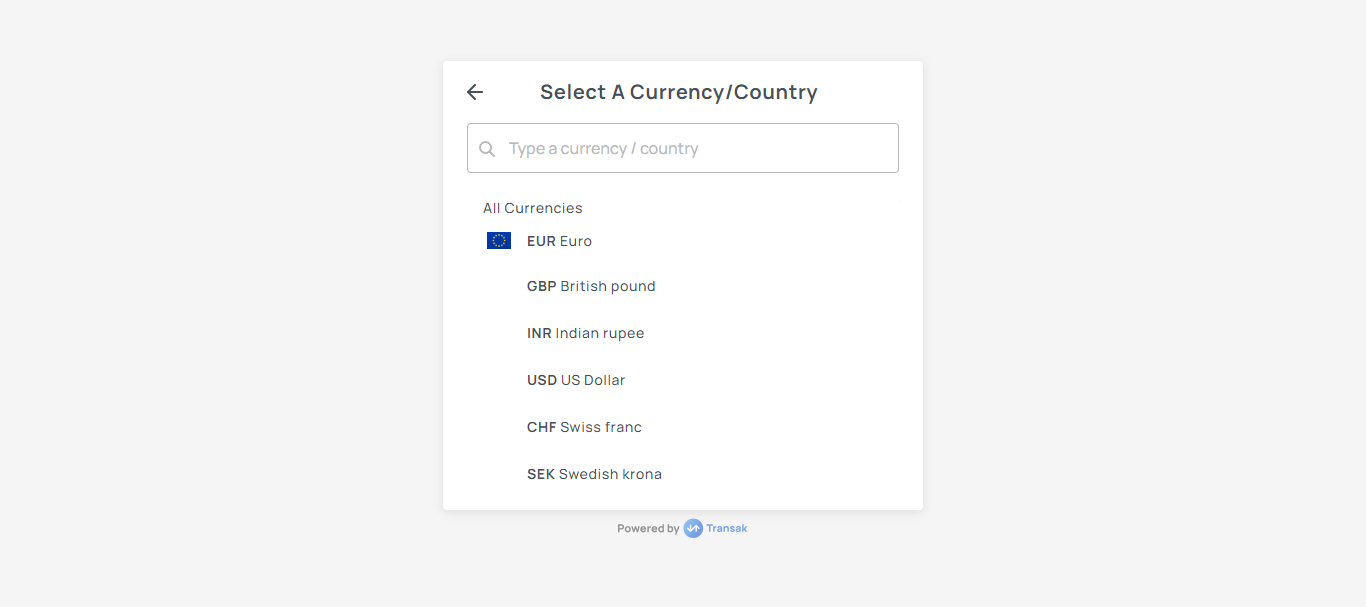 Select A Currency/Country
Type a currency / country
All Currencies
EUR Euro
GBP British pound
INR Indian rupee
USD US Dollar
CHF Swiss franc
SEK Swedish krona
Powered by Transak